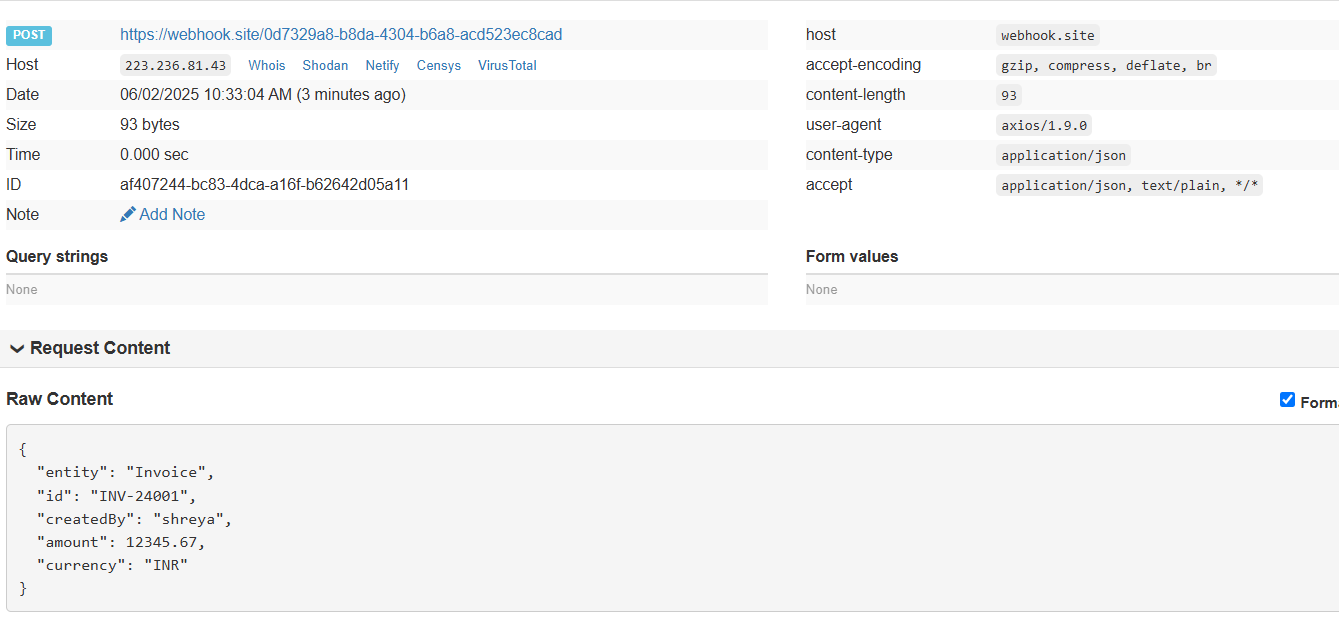 POST https://webhook.site/0d7329a8-b8da-4304-b6a8-acd523ec8cad
Host 223.236.81.43 Whois Shodan Netify Censys VirusTotal
Date 06/02/2025 10:33:04 AM (3 minutes ago)
Size 93 bytes
Time 0.000 sec
ID af407244-bc83-4dca-a16f-b62642d05a11
Note Add Note
host webhook.site
accept-encoding gzip, compress, deflate, br
content-length 93
user-agent axios/1.9.0
content-type application/json
accept application/json, text/plain, */*
Query strings
None
Form values
None
Request Content
Raw Content
Forma
{
"entity": "Invoice",
"id": "INV-24001",
"createdBy": "shreya",
"amount": 12345.67,
"currency": "INR"
}